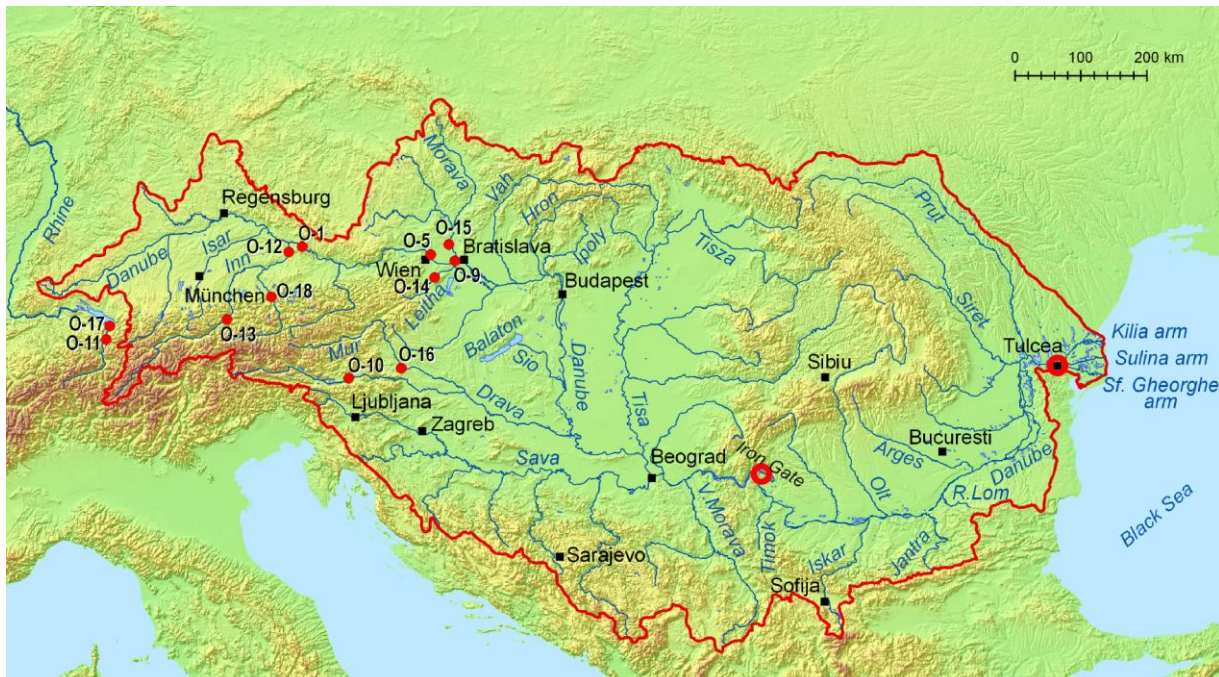 0 100 200 km
Rhine
Danube
Regensburg
Isar
Inn
München
O-12
O-1
O-18
O-13
O-17
O-11
Morava
Vah
Hron
Ipoly
O-15
O-5
Bratislava
Wien
O-9
O-14
Leitha
Budapest
Mur
O-10
O-16
Balaton
Sio
Danube
Drava
Ljubljana
Zagreb
Sava
Tisza
Tisa
Beograd
V.Morava
Iron Gate
Timok
Sarajevo
Sofija
Iskar
Jantra
Sibiu
Olt
Arges
Bucuresti
R.Lom
Danube
Prut
Siret
Tulcea
Kilia arm
Sulina arm
Sf. Gheorghe
arm
Black Sea